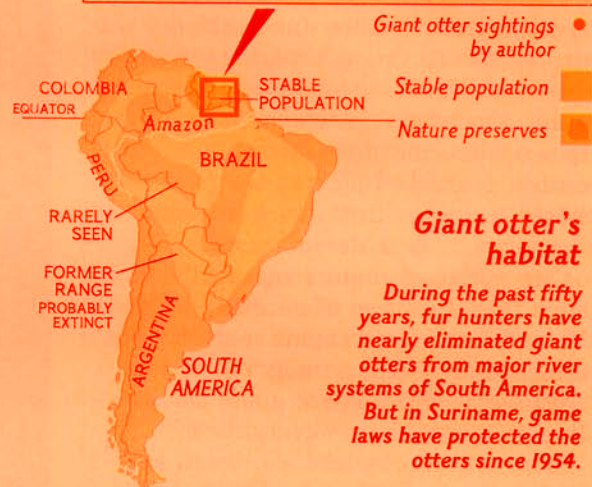 Giant otter sightings
by author
Stable population
Nature preserves
COLOMBIA
EQUATOR
STABLE
POPULATION
Amazon
PERU
BRAZIL
RARELY
SEEN
FORMER
RANGE
PROBABLY
EXTINCT
ARGENTINA
SOUTH
AMERICA
Giant otter's
habitat
During the past fifty
years, fur hunters have
nearly eliminated giant
otters from major river
systems of South America.
But in Suriname, game
laws have protected the
otters since 1954.